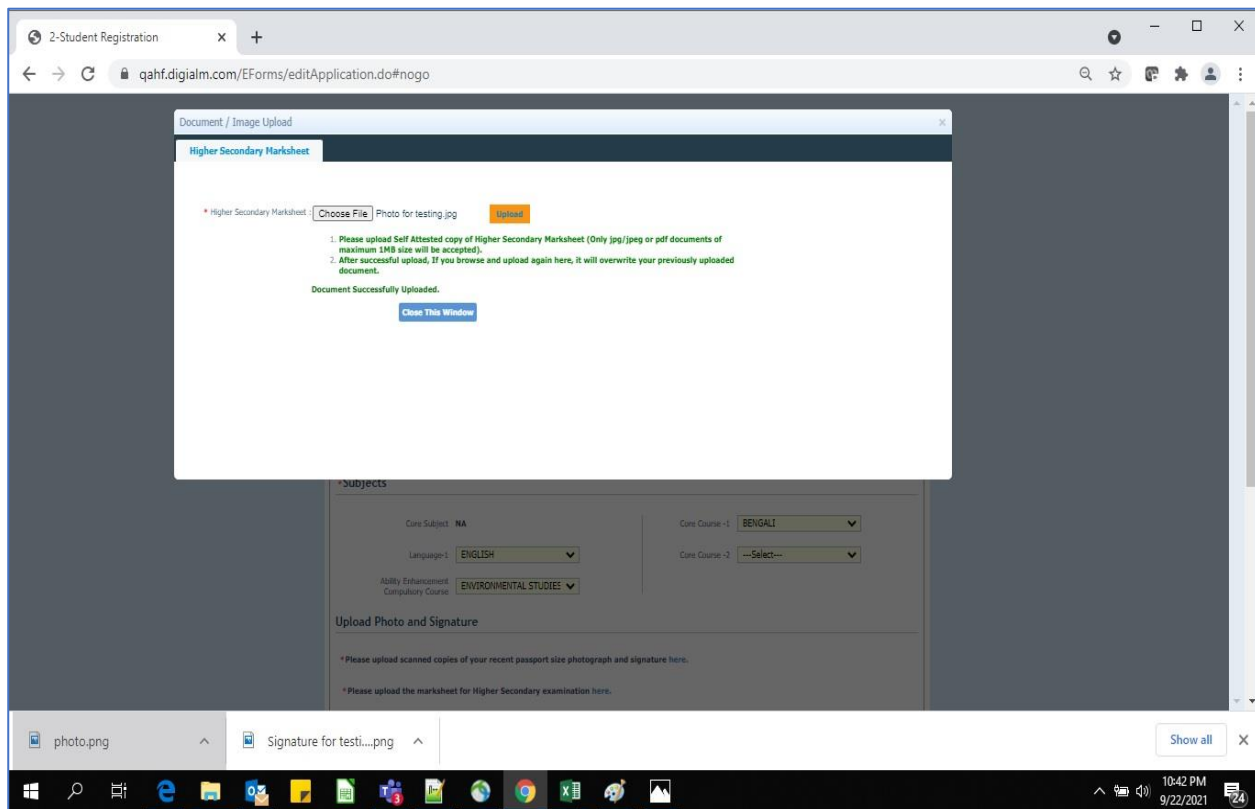 2-Student Registration
qahf.digialm.com/EForms/editApplication.do#nogo
Document / Image Upload
Higher Secondary Marksheet
* Higher Secondary Marksheet : Choose File Photo for testing.jpg Upload
1. Please upload Self Attested copy of Higher Secondary Marksheet (Only jpg/jpeg or pdf documents of
maximum 1MB size will be accepted).
2. After successful upload, If you browse and upload again here, it will overwrite your previously uploaded
document.
Document Successfully Uploaded.
Close This Window
*Subjects
Core Subject NA Core Course -1 BENGALI
Language-1 ENGLISH Core Course -2 ---Select---
Ability Enhancement
Compulsory Course ENVIRONMENTAL STUDIES
Upload Photo and Signature
*Please upload scanned copies of your recent passport size photograph and signature here.
*Please upload the marksheet for Higher Secondary examination here.
photo.png Signature for testi....png Show all
10:42 PM
9/22/2021
3
24